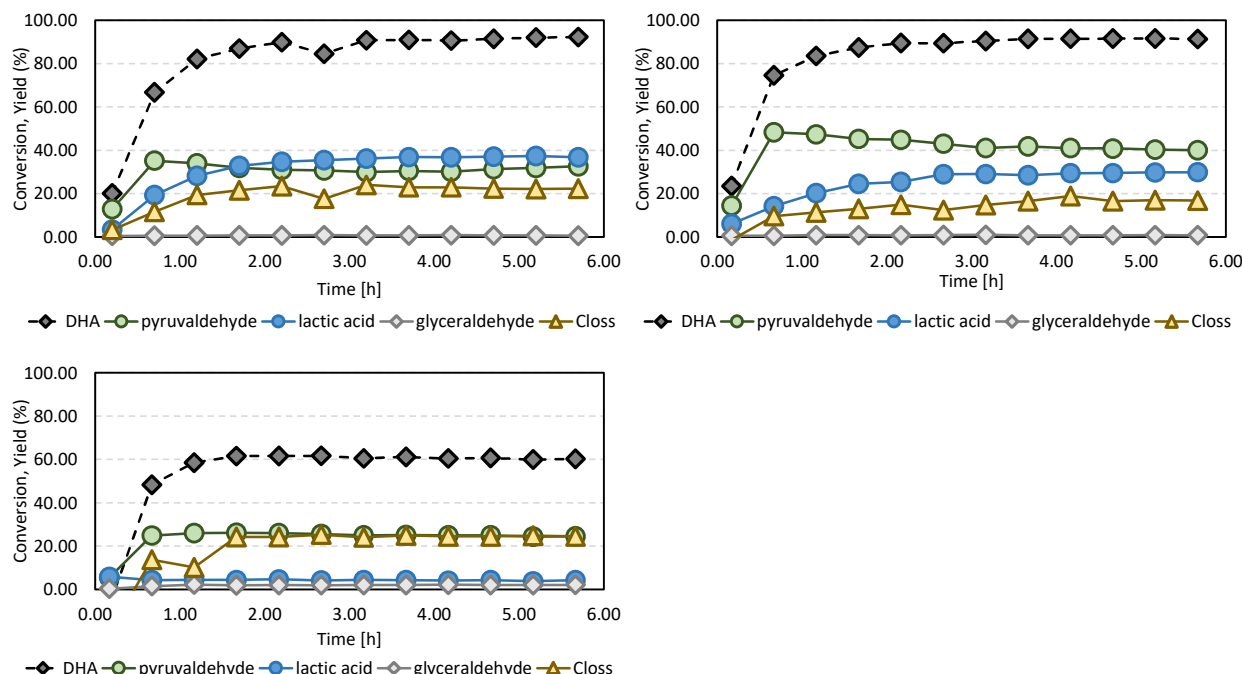 100.00
80.00
60.00
40.00
20.00
0.00
Conversion, Yield (%)
0.00 1.00 2.00 3.00 4.00 5.00 6.00
Time [h]
DHA pyruvaldehyde lactic acid glyceraldehyde Closs
100.00
80.00
60.00
40.00
20.00
0.00
Conversion, Yield (%)
0.00 1.00 2.00 3.00 4.00 5.00 6.00
Time [h]
DHA pyruvaldehyde lactic acid glyceraldehyde Closs
100.00
80.00
60.00
40.00
20.00
0.00
Conversion, Yield (%)
0.00 1.00 2.00 3.00 4.00 5.00 6.00
Time [h]
DHA pyruvaldehyde lactic acid glyceraldehyde Closs